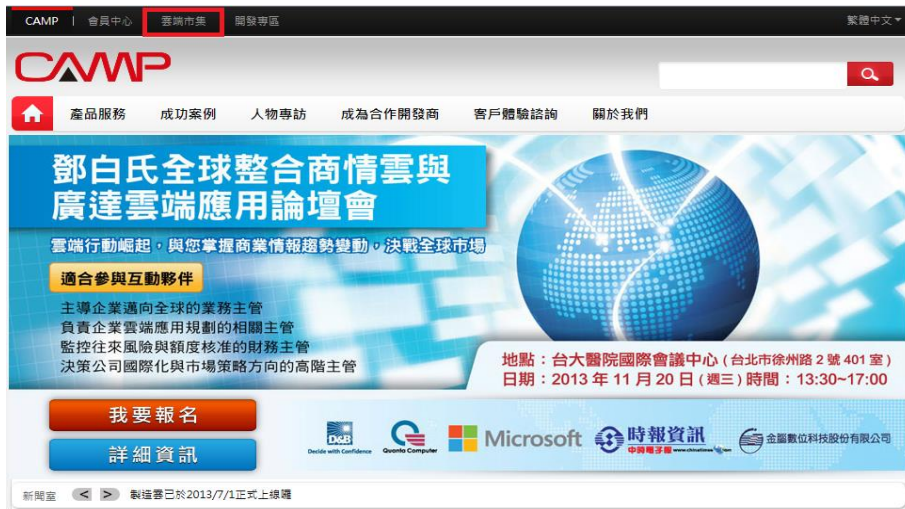 CAMP | 會員中心 雲端市集 開發專區 繁體中文
CAMP
產品服務 成功案例 人物專訪 成為合作開發商 客戶體驗諮詢 關於我們
鄧白氏全球整合商情雲與
廣達雲端應用論壇會
雲端行動崛起，與您掌握商業情報趨勢變動，決戰全球市場
適合參與互動夥伴
主導企業邁向全球的業務主管
負責企業雲端應用規劃的相關主管
監控往來風險與額度核准的財務主管
決策公司國際化與市場策略方向的高階主管
地點：台大醫院國際會議中心 ( 台北市徐州路 2 號 401 室 )
日期：2013 年 11 月 20 日 ( 週三 ) 時間：13:30~17:00
我要報名
詳細資訊
D&B
Decide with Confidence
Quanta Computer
Microsoft
時報資訊
中時電子報 www.chinatimes
金腦數位科技股份有限公司
新聞室 < > 製造雲已於2013/7/1正式上線囉